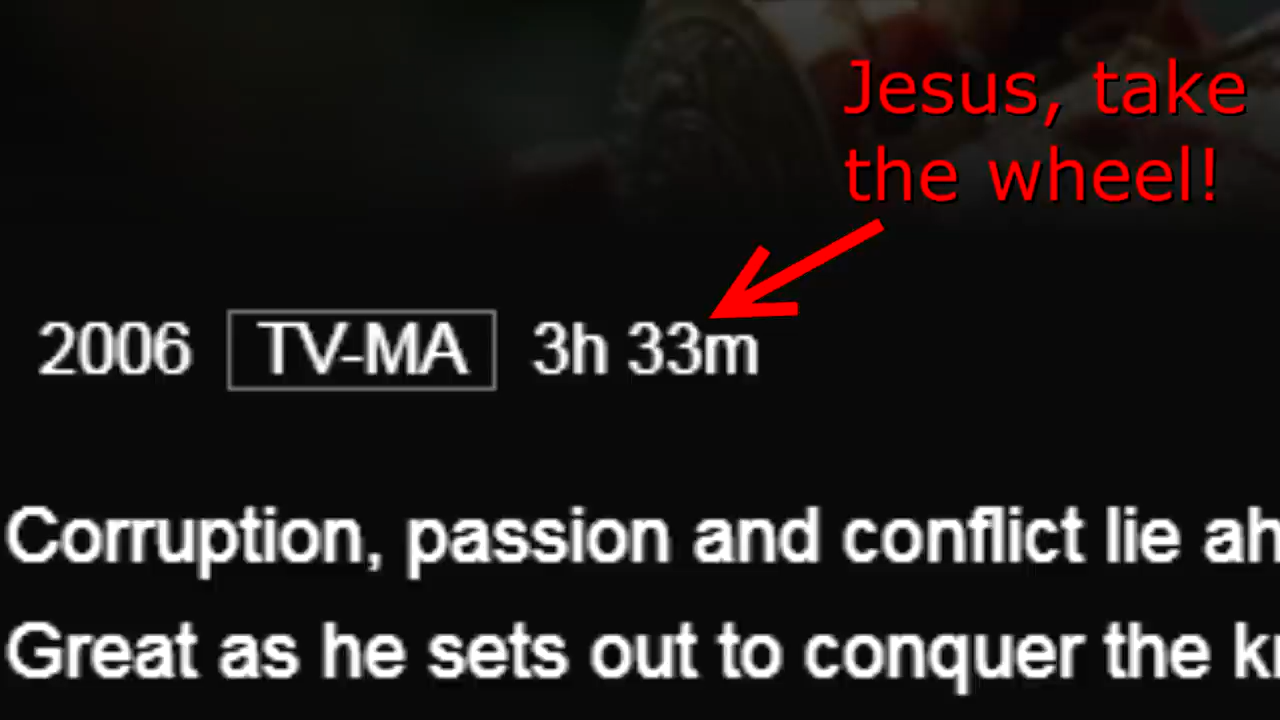 Jesus, take
the wheel!
2006 TV-MA 3h 33m
Corruption, passion and conflict lie
Great as he sets out to conquer the